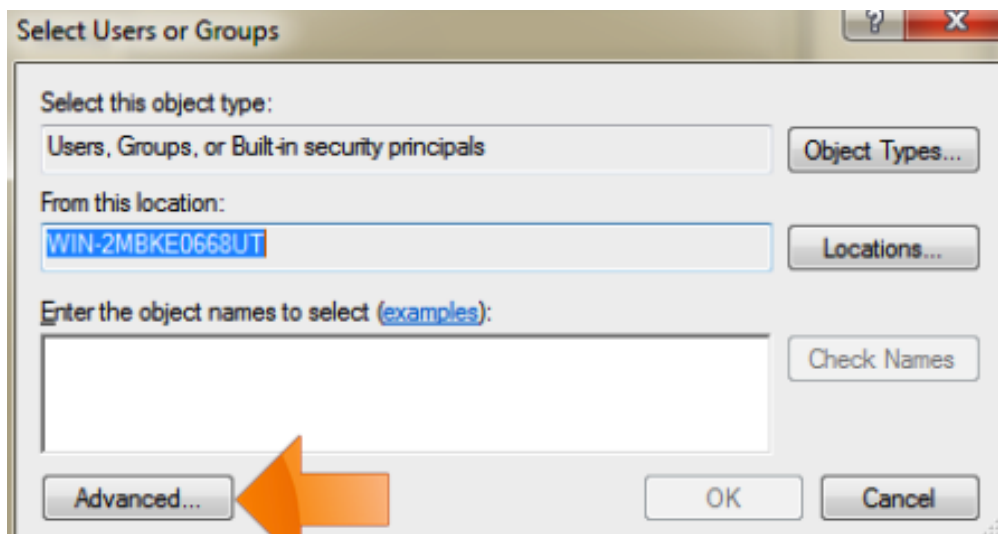 Select Users or Groups
?
X
Select this object type:
Users, Groups, or Built-in security principals
Object Types...
From this location:
WIN-2MBKE0668UT
Locations...
Enter the object names to select (examples):
Check Names
Advanced...
OK
Cancel